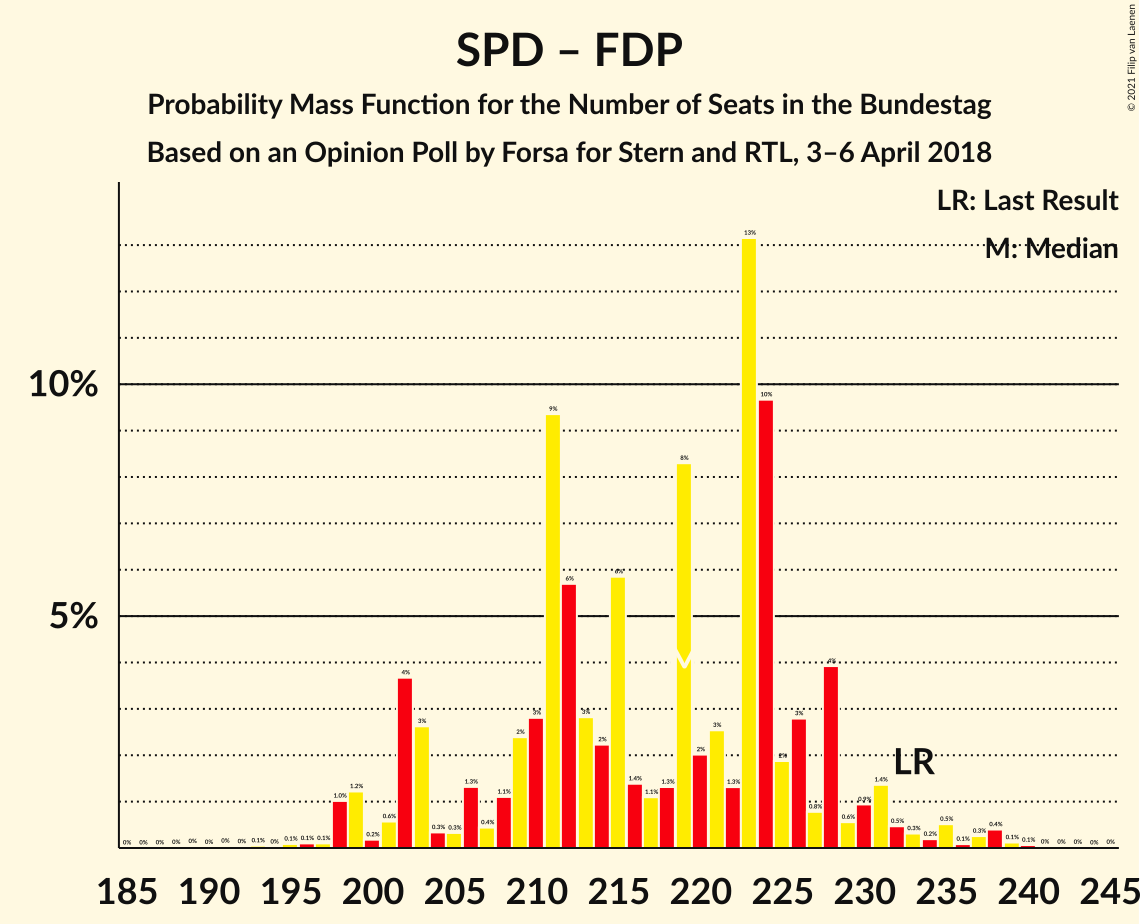 SPD – FDP
Probability Mass Function for the Number of Seats in the Bundestag
Based on an Opinion Poll by Forsa for Stern and RTL, 3–6 April 2018
© 2021 Filip van Laenen
LR: Last Result
M: Median
10%
5%
0% 0% 0% 0% 0% 0% 0% 0% 0.1% 0% 0.1% 0.1% 0.1% 1.0% 1.2% 0.2% 0.6% 4% 3% 0.3% 0.3% 1.3% 0.4% 1.1% 2% 3% 9% 6% 3% 2% 6% 1.4% 1.1% 1.3% 8% 2% 3% 1.3% 13% 10% 2% 3% 0.8% 4% 0.6% 0.9% 1.4% 0.5% 0.3% 0.2% 0.5% 0.1% 0.3% 0.4% 0.1% 0.1% 0% 0% 0% 0% 0%
M
LR
185 190 195 200 205 210 215 220 225 230 235 240 245